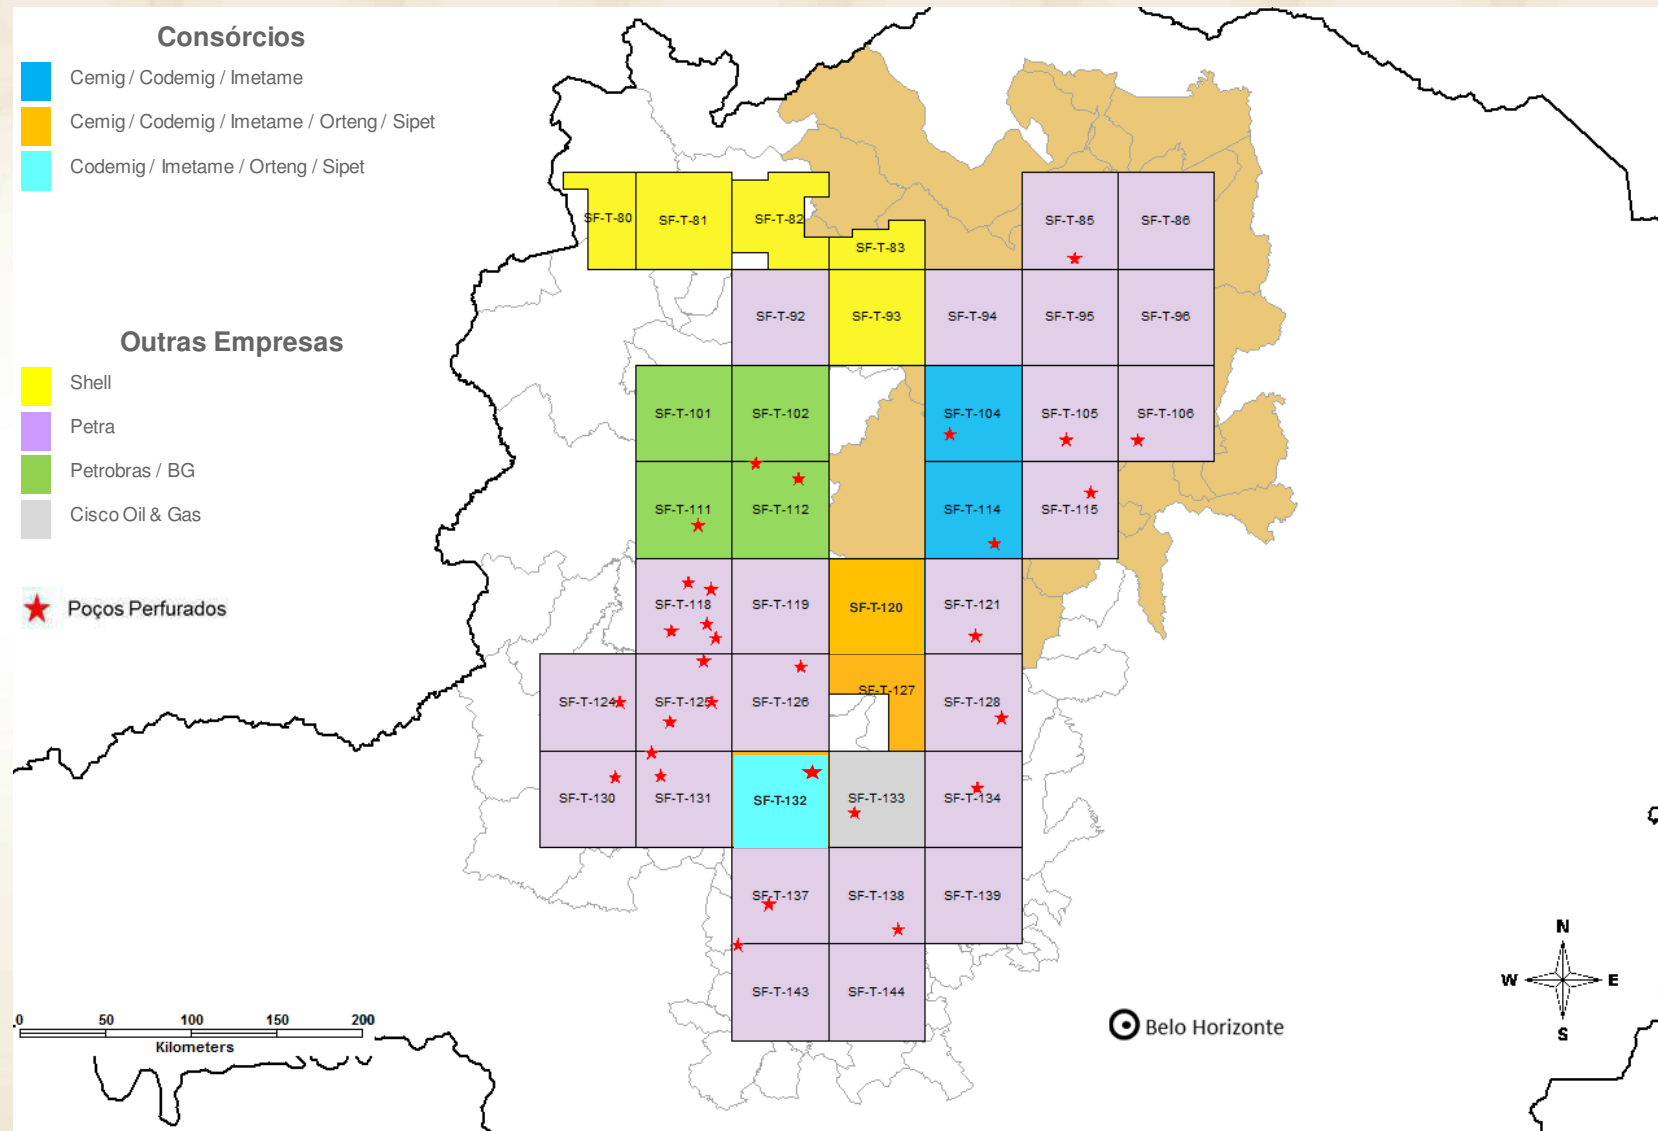 Consórcios
Cemig / Codemig / Imetame
Cemig / Codemig / Imetame / Orteng / Sipet
Codemig / Imetame / Orteng / Sipet
Outras Empresas
Shell
Petra
Petrobras / BG
Cisco Oil & Gas
Poços Perfurados
SF-T-80
SF-T-81
SF-T-82
SF-T-83
SF-T-85
SF-T-86
SF-T-92
SF-T-93
SF-T-94
SF-T-95
SF-T-96
SF-T-101
SF-T-102
SF-T-104
SF-T-105
SF-T-106
SF-T-111
SF-T-112
SF-T-114
SF-T-115
SF-T-118
SF-T-119
SF-T-120
SF-T-121
SF-T-124
SF-T-125
SF-T-126
SF-T-127
SF-T-128
SF-T-130
SF-T-131
SF-T-132
SF-T-133
SF-T-134
SF-T-137
SF-T-138
SF-T-139
SF-T-143
SF-T-144
N
W E
S
Belo Horizonte
0 50 100 150 200
Kilometers